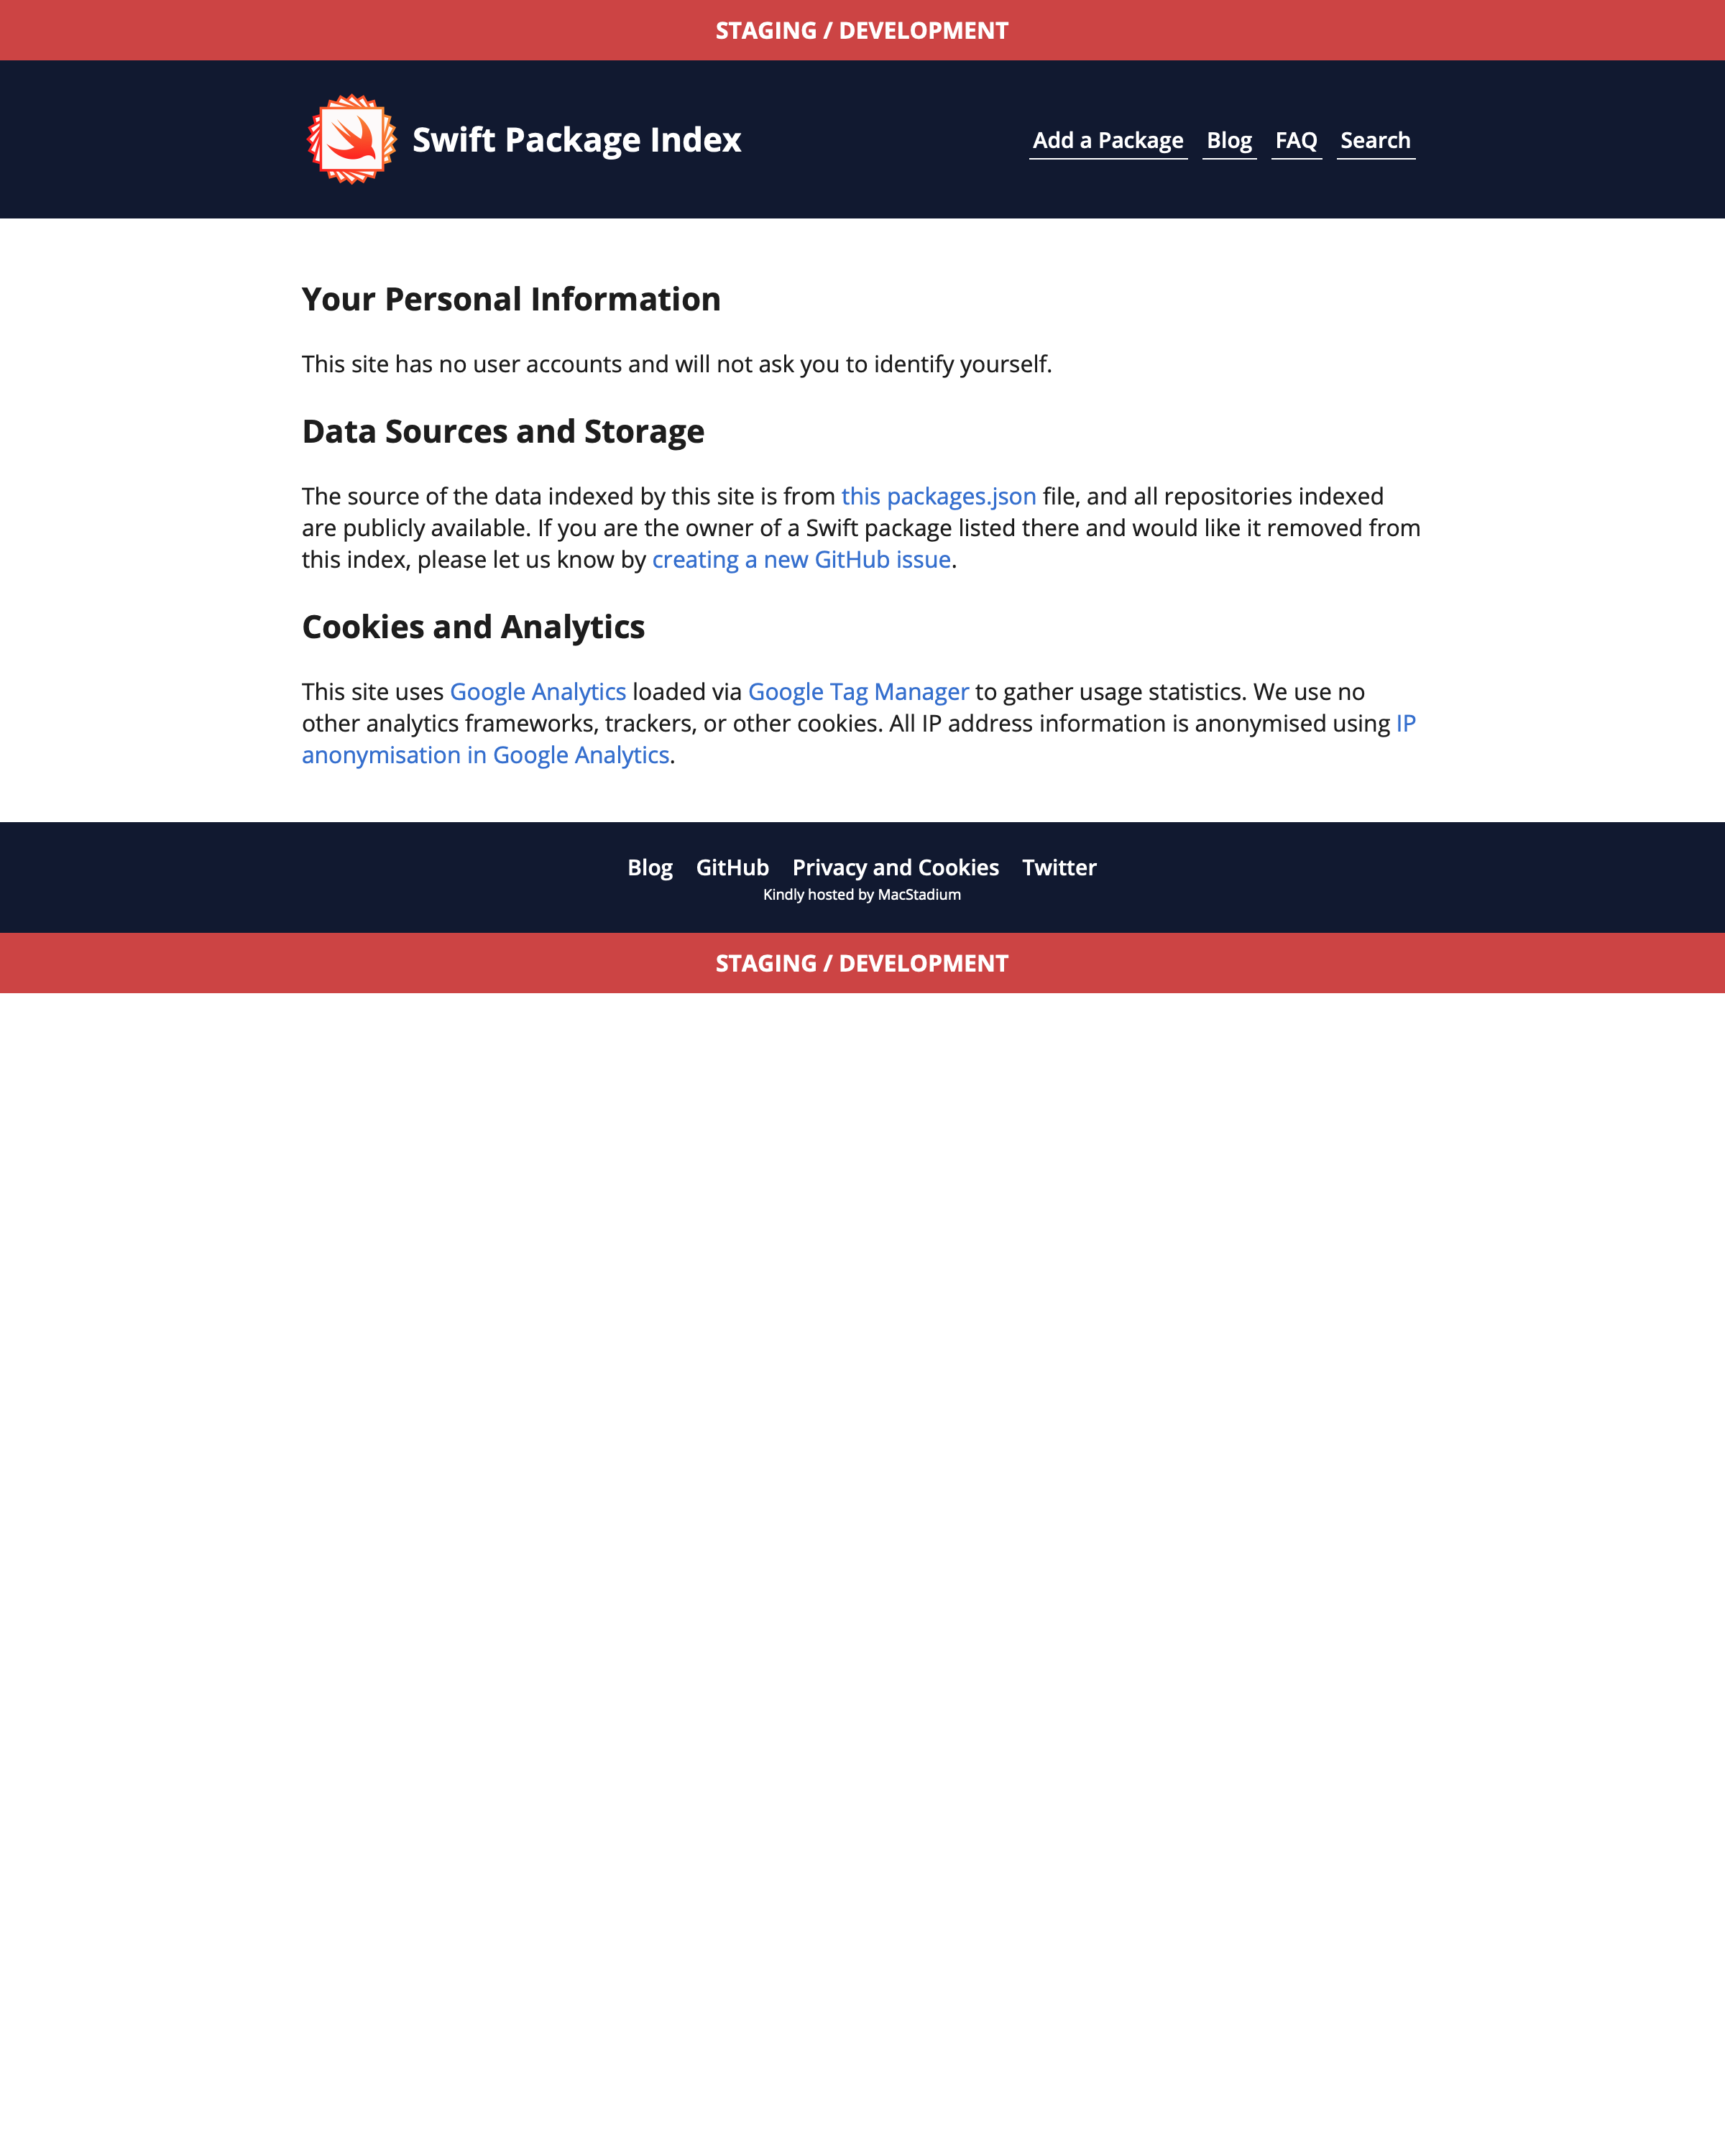 STAGING / DEVELOPMENT
Swift Package Index
Add a Package Blog FAQ Search
Your Personal Information
This site has no user accounts and will not ask you to identify yourself.
Data Sources and Storage
The source of the data indexed by this site is from this packages.json file, and all repositories indexed
are publicly available. If you are the owner of a Swift package listed there and would like it removed from
this index, please let us know by creating a new GitHub issue.
Cookies and Analytics
This site uses Google Analytics loaded via Google Tag Manager to gather usage statistics. We use no
other analytics frameworks, trackers, or other cookies. All IP address information is anonymised using IP
anonymisation in Google Analytics.
Blog GitHub Privacy and Cookies Twitter
Kindly hosted by MacStadium
STAGING / DEVELOPMENT